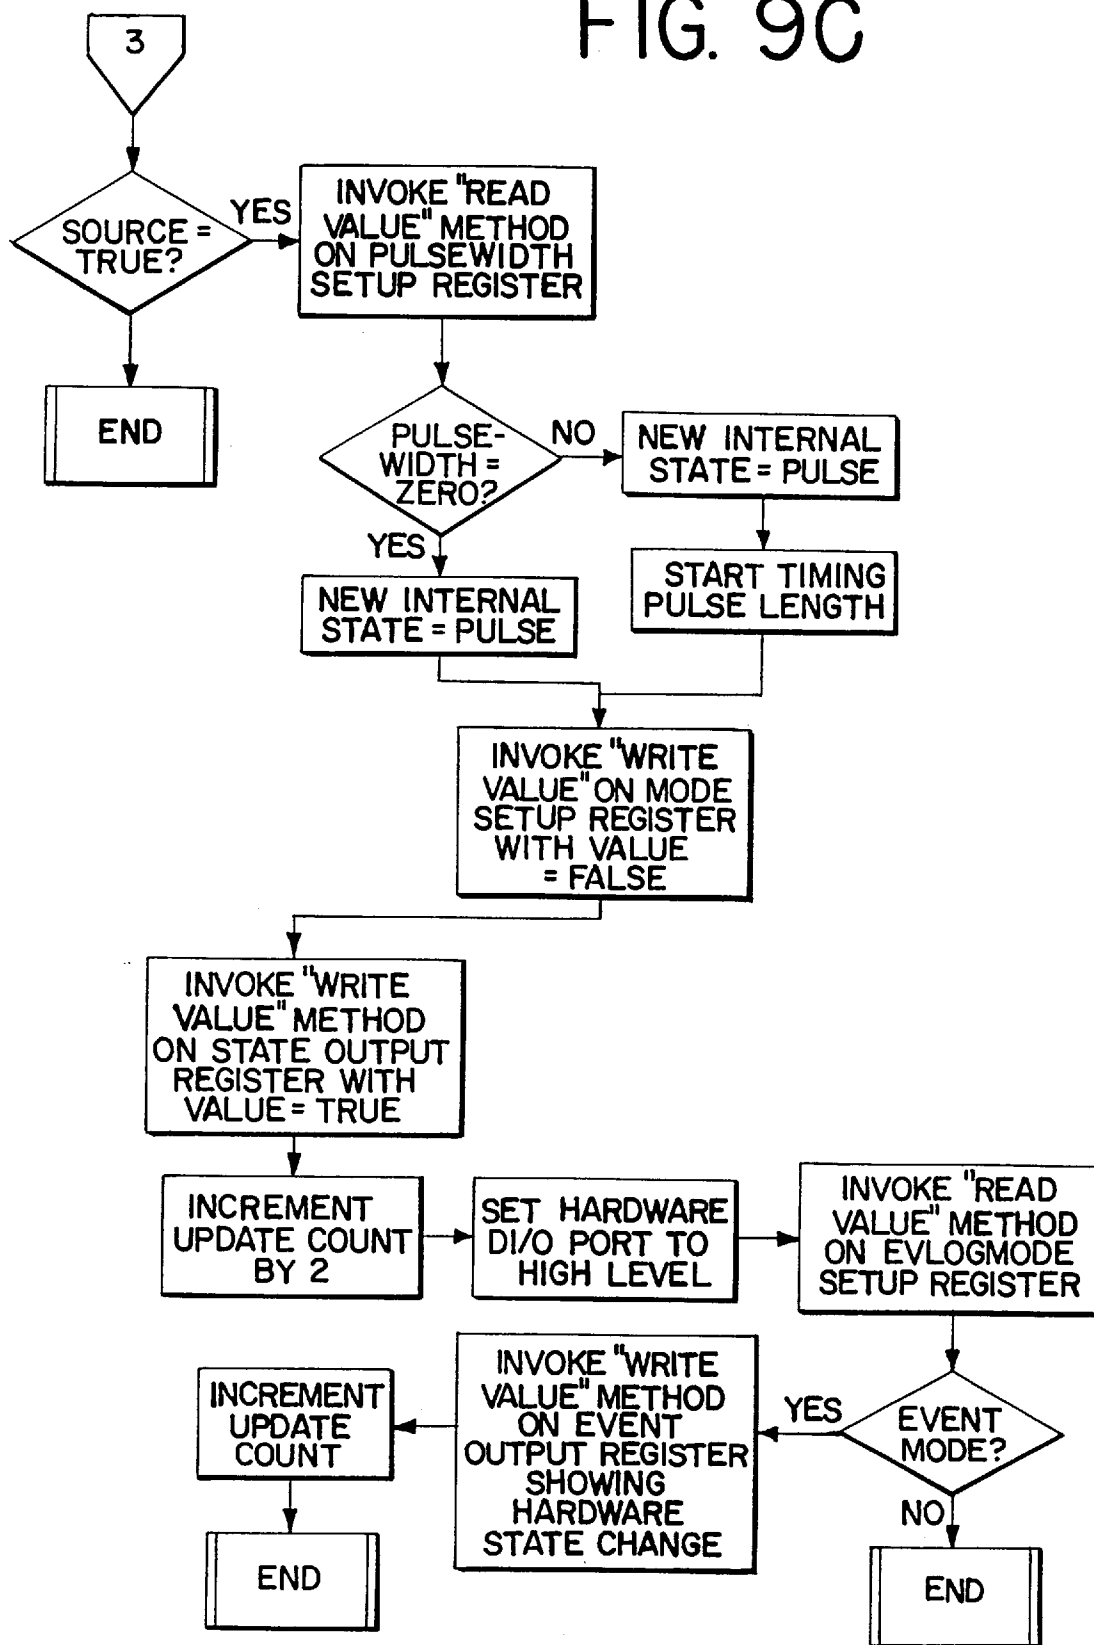 FIG. 9C
3
SOURCE =
TRUE?
YES
INVOKE "READ
VALUE" METHOD
ON PULSEWIDTH
SETUP REGISTER
END
PULSE-
WIDTH =
ZERO?
NO
NEW INTERNAL
STATE = PULSE
YES
START TIMING
PULSE LENGTH
NEW INTERNAL
STATE = PULSE
INVOKE "WRITE
VALUE" ON MODE
SETUP REGISTER
WITH VALUE
= FALSE
INVOKE "WRITE
VALUE" METHOD
ON STATE OUTPUT
REGISTER WITH
VALUE = TRUE
INCREMENT
UPDATE COUNT
BY 2
SET HARDWARE
DI/O PORT TO
HIGH LEVEL
INVOKE "READ
VALUE" METHOD
ON EVLOGMODE
SETUP REGISTER
EVENT
MODE?
YES
INVOKE "WRITE
VALUE" METHOD
ON EVENT
OUTPUT REGISTER
SHOWING
HARDWARE
STATE CHANGE
INCREMENT
UPDATE
COUNT
END
NO
END